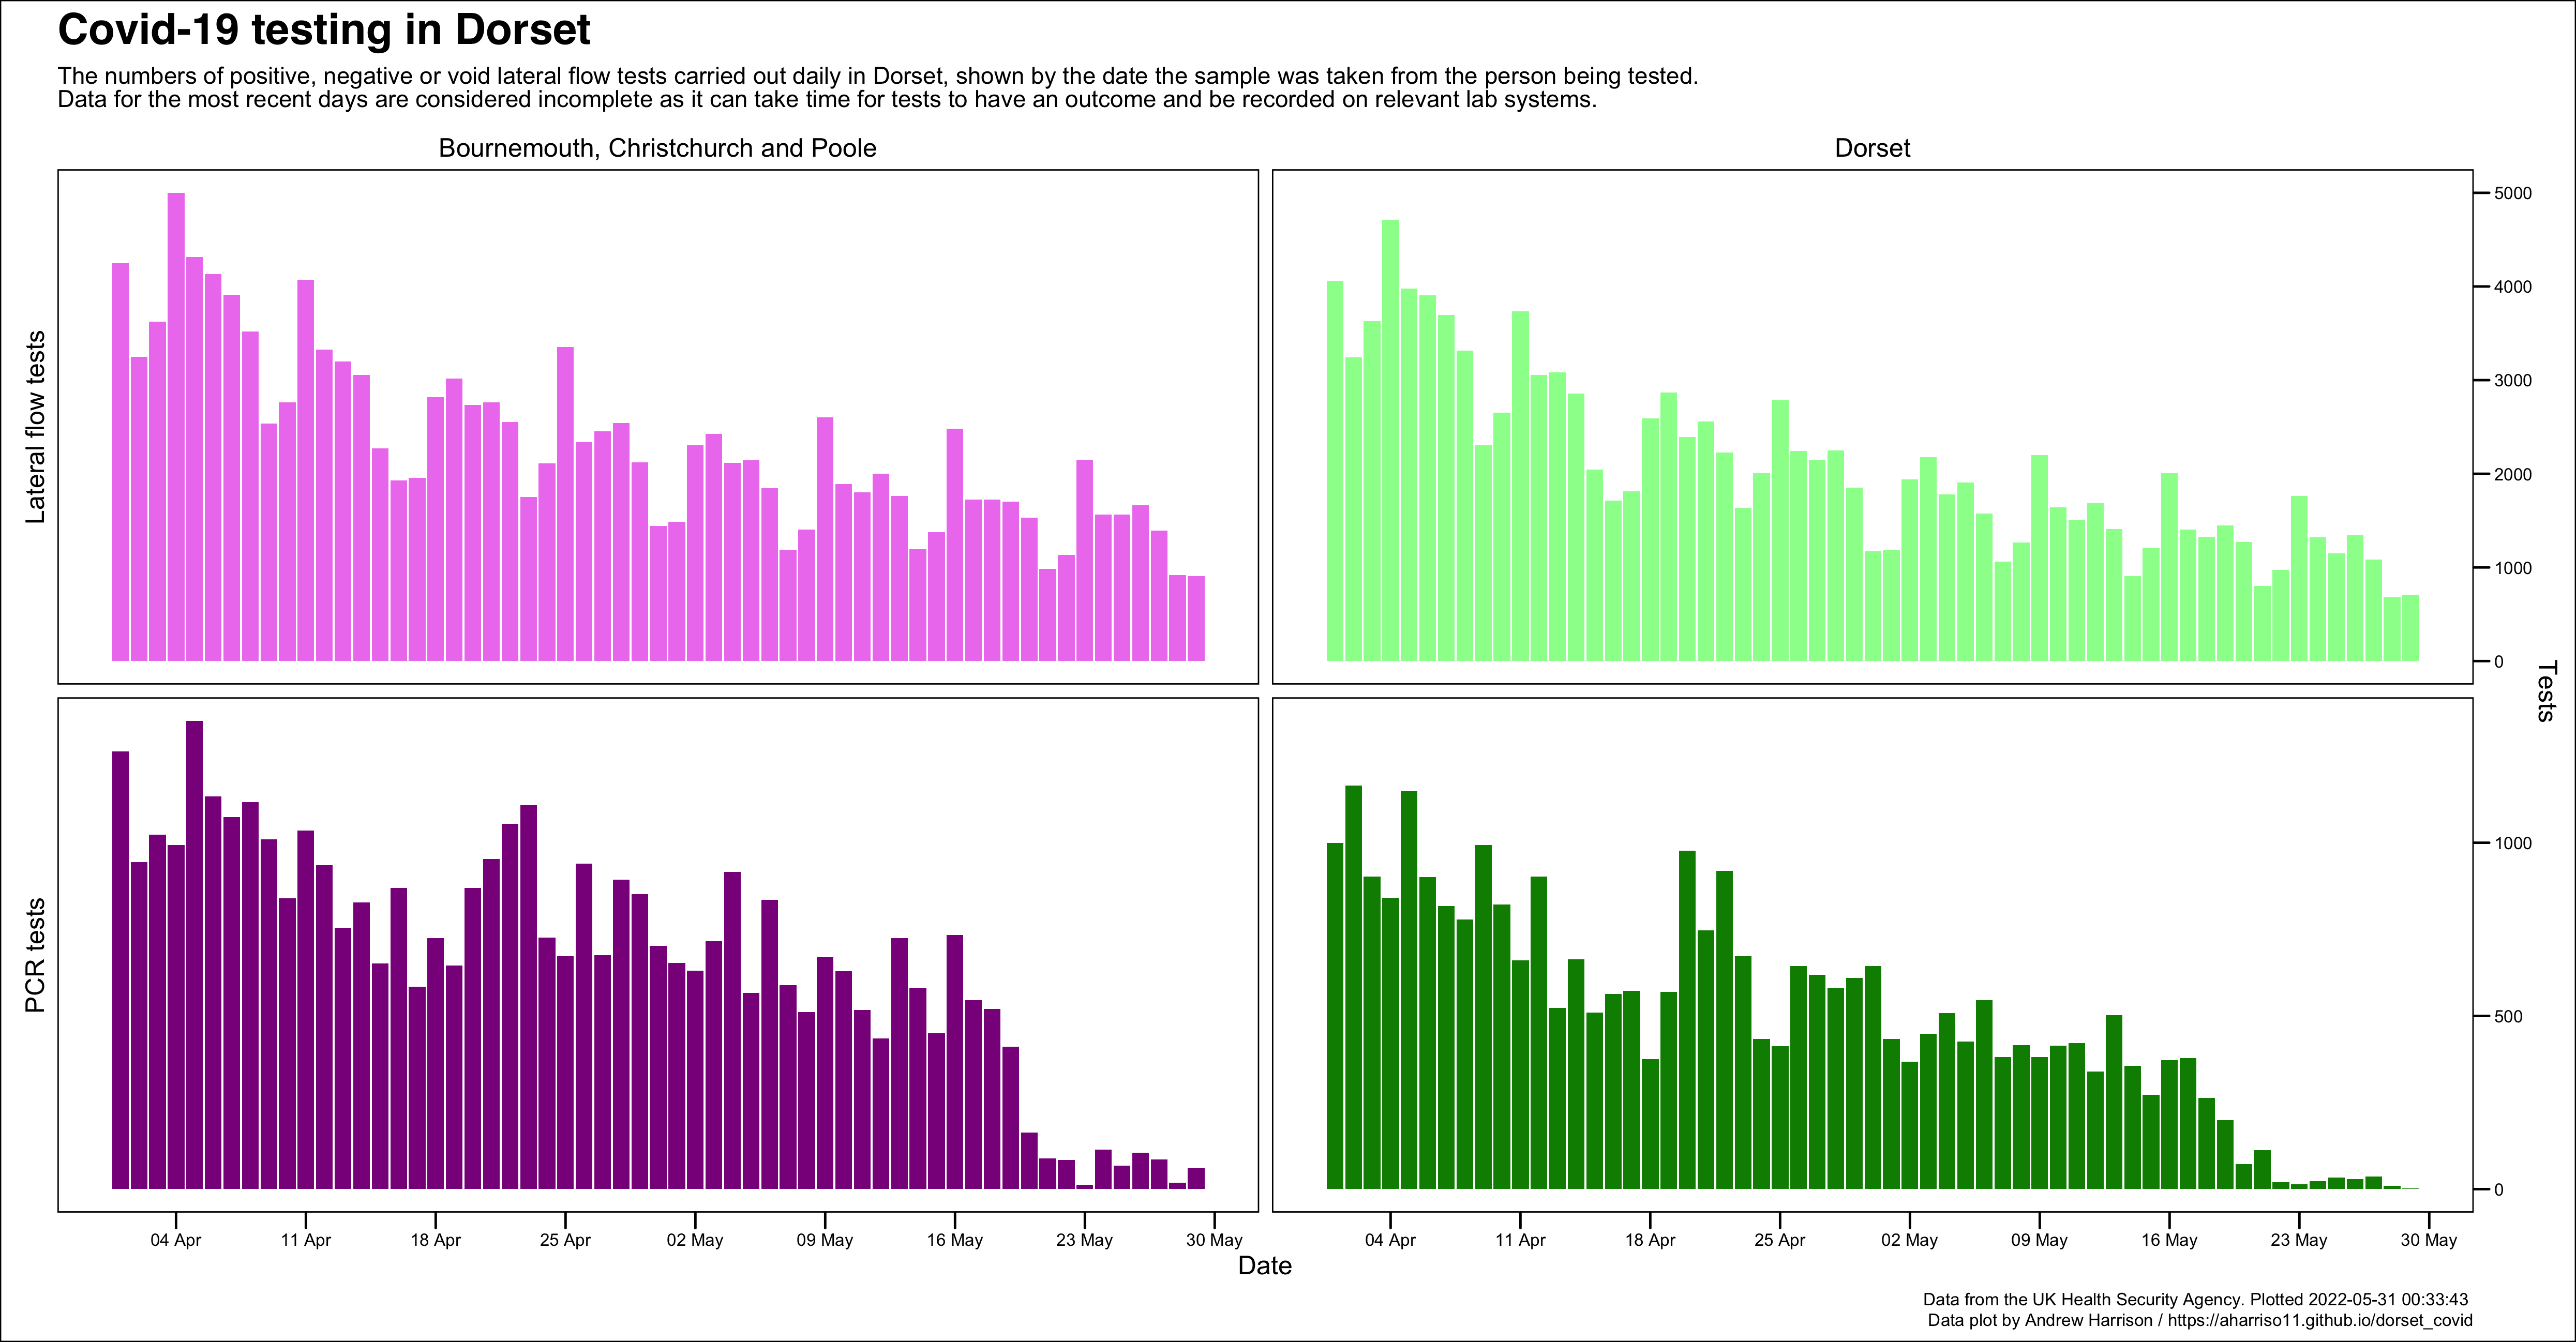 Covid-19 testing in Dorset
The numbers of positive, negative or void lateral flow tests carried out daily in Dorset, shown by the date the sample was taken from the person being tested.
Data for the most recent days are considered incomplete as it can take time for tests to have an outcome and be recorded on relevant lab systems.
Bournemouth, Christchurch and Poole
Dorset
Lateral flow tests
5000
4000
3000
2000
1000
0
Tests
PCR tests
1000
500
0
04 Apr 11 Apr 18 Apr 25 Apr 02 May 09 May 16 May 23 May 30 May
04 Apr 11 Apr 18 Apr 25 Apr 02 May 09 May 16 May 23 May 30 May
Date
Data from the UK Health Security Agency. Plotted 2022-05-31 00:33:43
Data plot by Andrew Harrison / https://aharriso11.github.io/dorset_covid